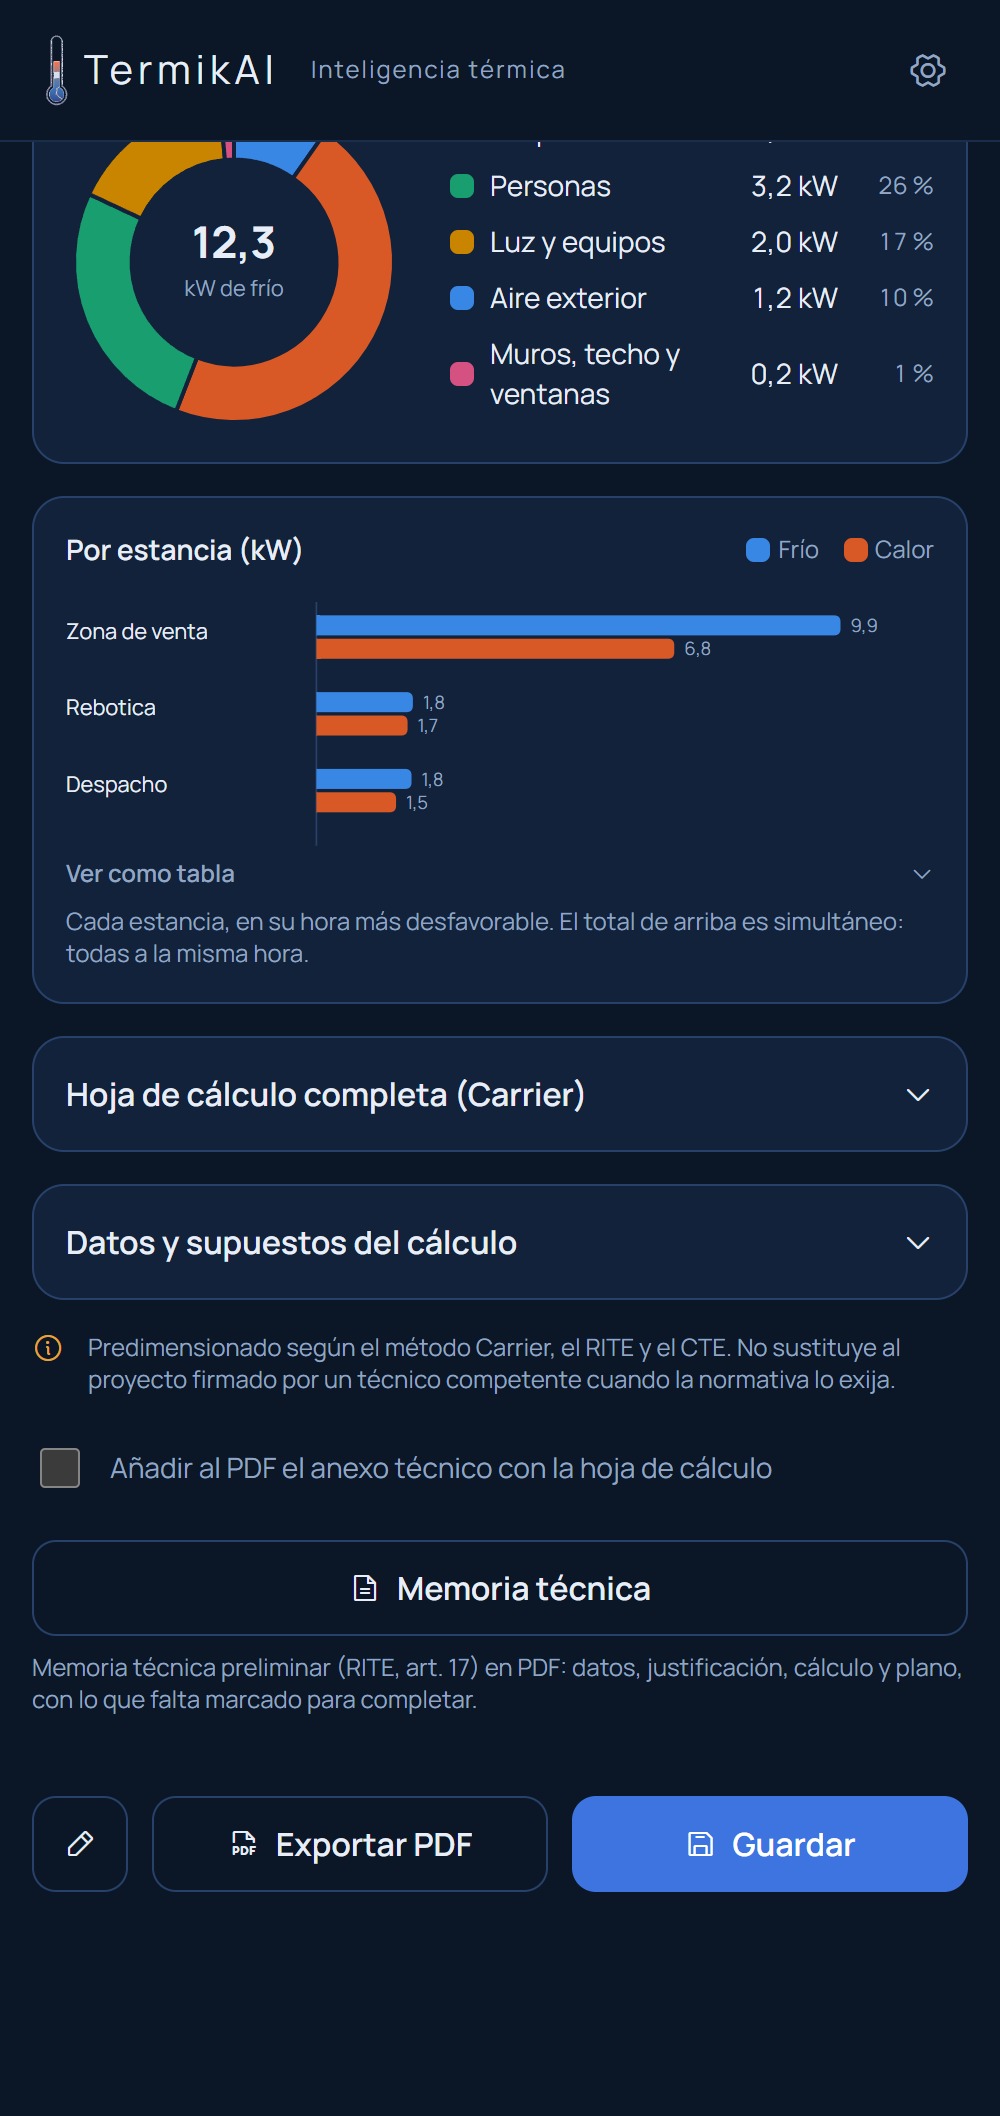 TermikAI Inteligencia térmica
12,3
kW de frío
Personas 3,2 kW 26 %
Luz y equipos 2,0 kW 17 %
Aire exterior 1,2 kW 10 %
Muros, techo y
ventanas 0,2 kW 1 %
Por estancia (kW) Frío Calor
Zona de venta 9,9
6,8
Rebotica 1,8
1,7
Despacho 1,8
1,5
Ver como tabla
Cada estancia, en su hora más desfavorable. El total de arriba es simultáneo:
todas a la misma hora.
Hoja de cálculo completa (Carrier)
Datos y supuestos del cálculo
Predimensionado según el método Carrier, el RITE y el CTE. No sustituye al
proyecto firmado por un técnico competente cuando la normativa lo exija.
Añadir al PDF el anexo técnico con la hoja de cálculo
Memoria técnica
Memoria técnica preliminar (RITE, art. 17) en PDF: datos, justificación, cálculo y plano,
con lo que falta marcado para completar.
PDF Exportar PDF
Guardar